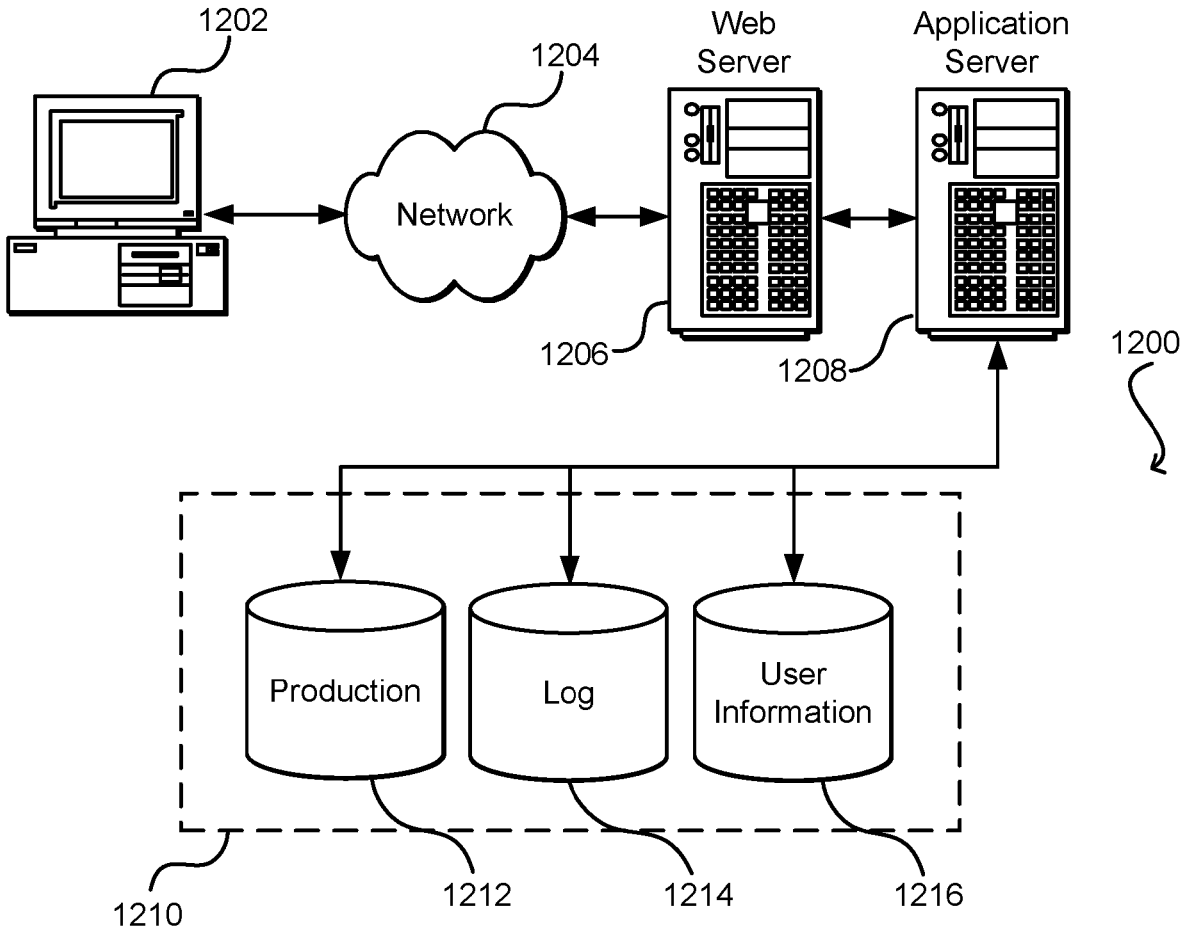 1202
1204
Web
Server
Application
Server
Network
1206
1208
1200
Production
Log
User
Information
1210
1212
1214
1216